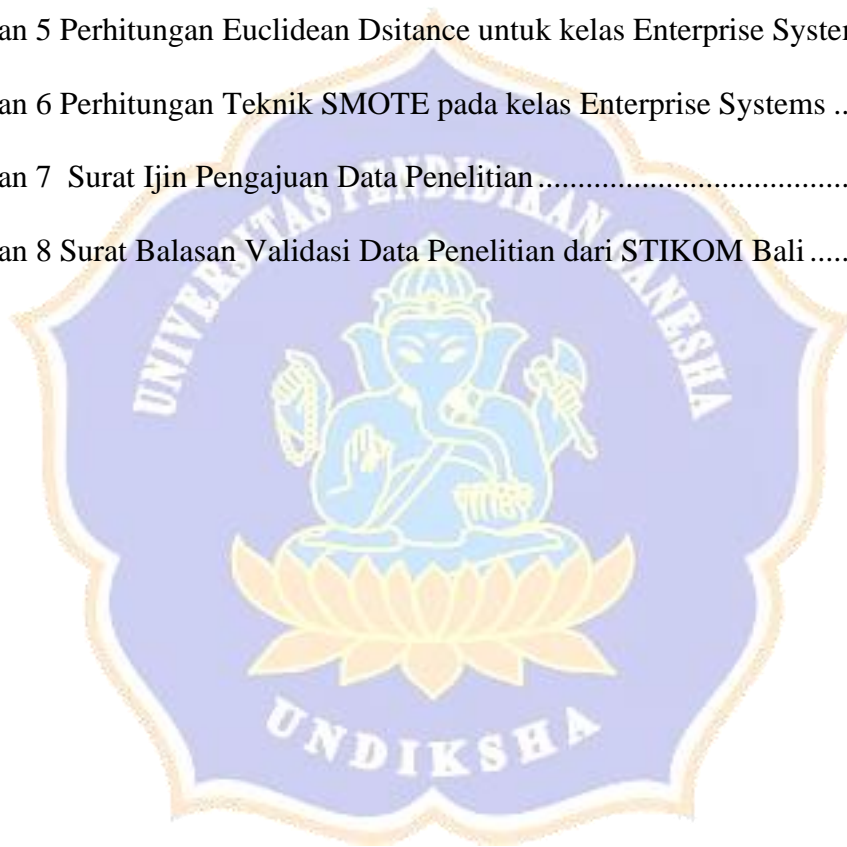 an 5 Perhitungan Euclidean Dsitance untuk kelas Enterprise System
an 6 Perhitungan Teknik SMOTE pada kelas Enterprise Systems ..
an 7  Surat Ijin Pengajuan Data Penelitian.......................................
an 8 Surat Balasan Validasi Data Penelitian dari STIKOM Bali.....
UNIVERSITAS PENDIDIKAN GANESHA
UNDIKSHA